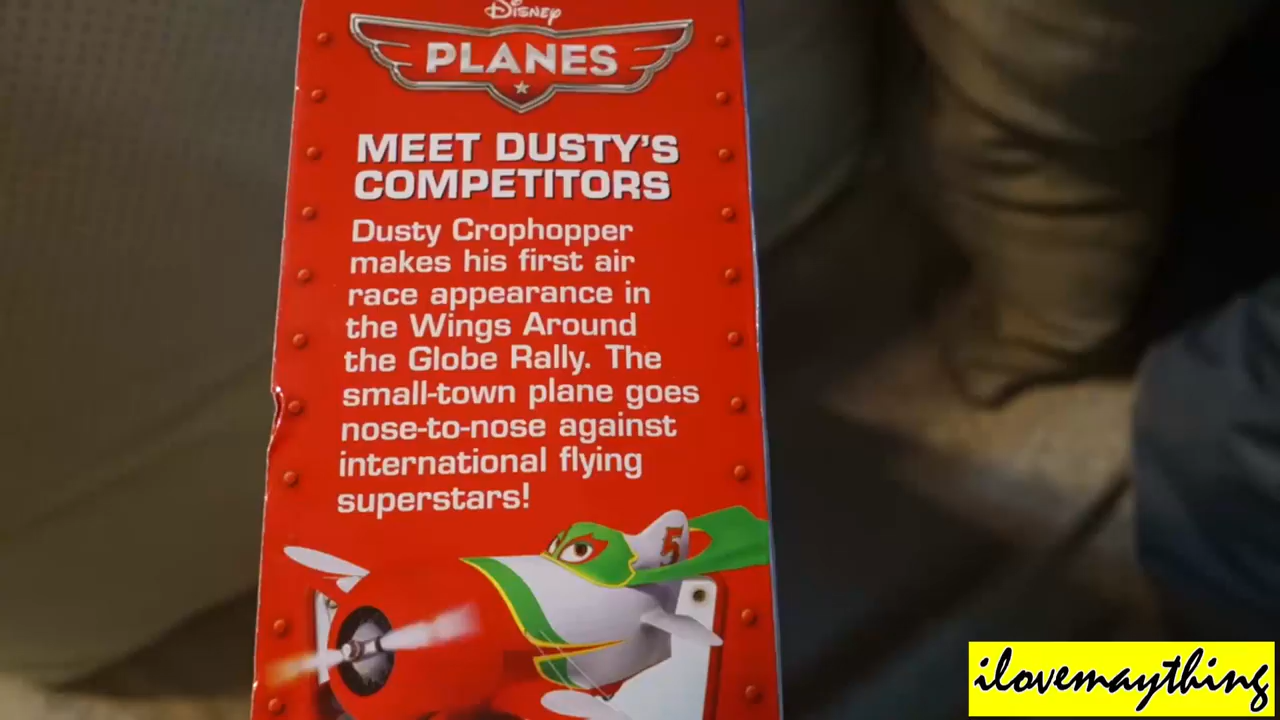 Disney
PLANES
MEET DUSTY'S
COMPETITORS
Dusty Crophopper
makes his first air
race appearance in
the Wings Around
the Globe Rally. The
small-town plane goes
nose-to-nose against
international flying
superstars!
5
ilovemaything